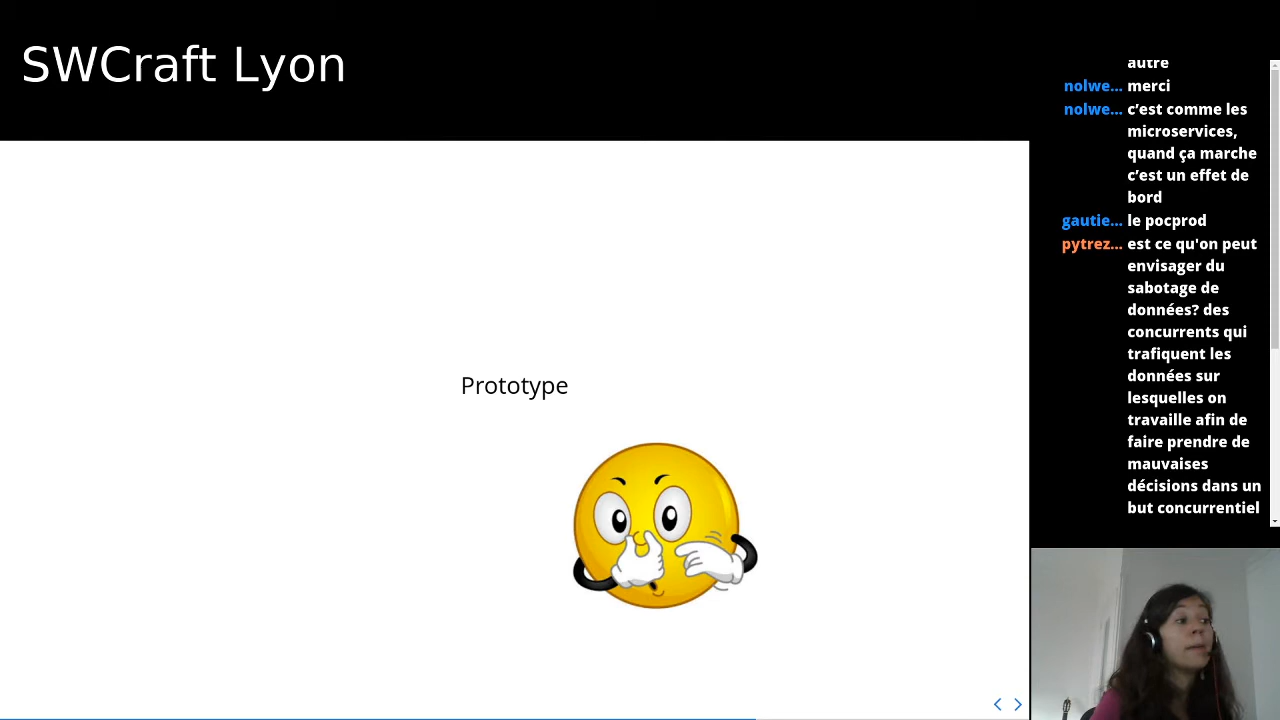 SWCraft Lyon
Prototype
autre
nolwe... merci
nolwe... c’est comme les
microservices,
quand ça marche
c’est un effet de
bord
gautie... le pocprod
pytrez... est ce qu'on peut
envisager du
sabotage de
données? des
concurrents qui
trafiquent les
données sur
lesquelles on
travaille afin de
faire prendre de
mauvaises
décisions dans un
but concurrentiel